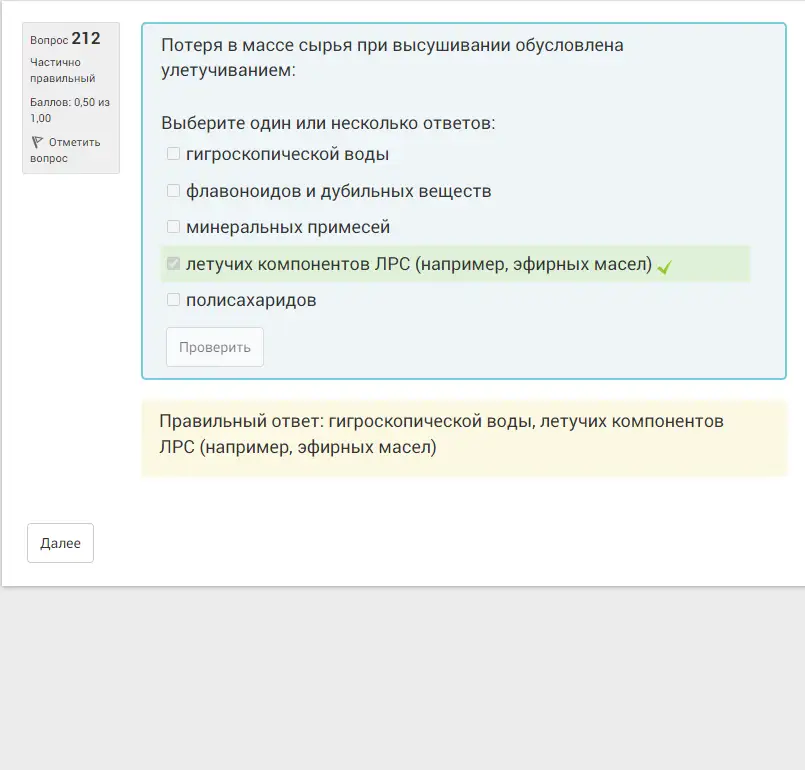 Вопрос 212
Частично
правильный
Баллов: 0,50 из
1,00
Отметить
вопрос
Потеря в массе сырья при высушивании обусловлена
улетучиванием:
Выберите один или несколько ответов:
гигроскопической воды
флавоноидов и дубильных веществ
минеральных примесей
летучих компонентов ЛРС (например, эфирных масел)
полисахаридов
Проверить
Правильный ответ: гигроскопической воды, летучих компонентов
ЛРС (например, эфирных масел)
Далее